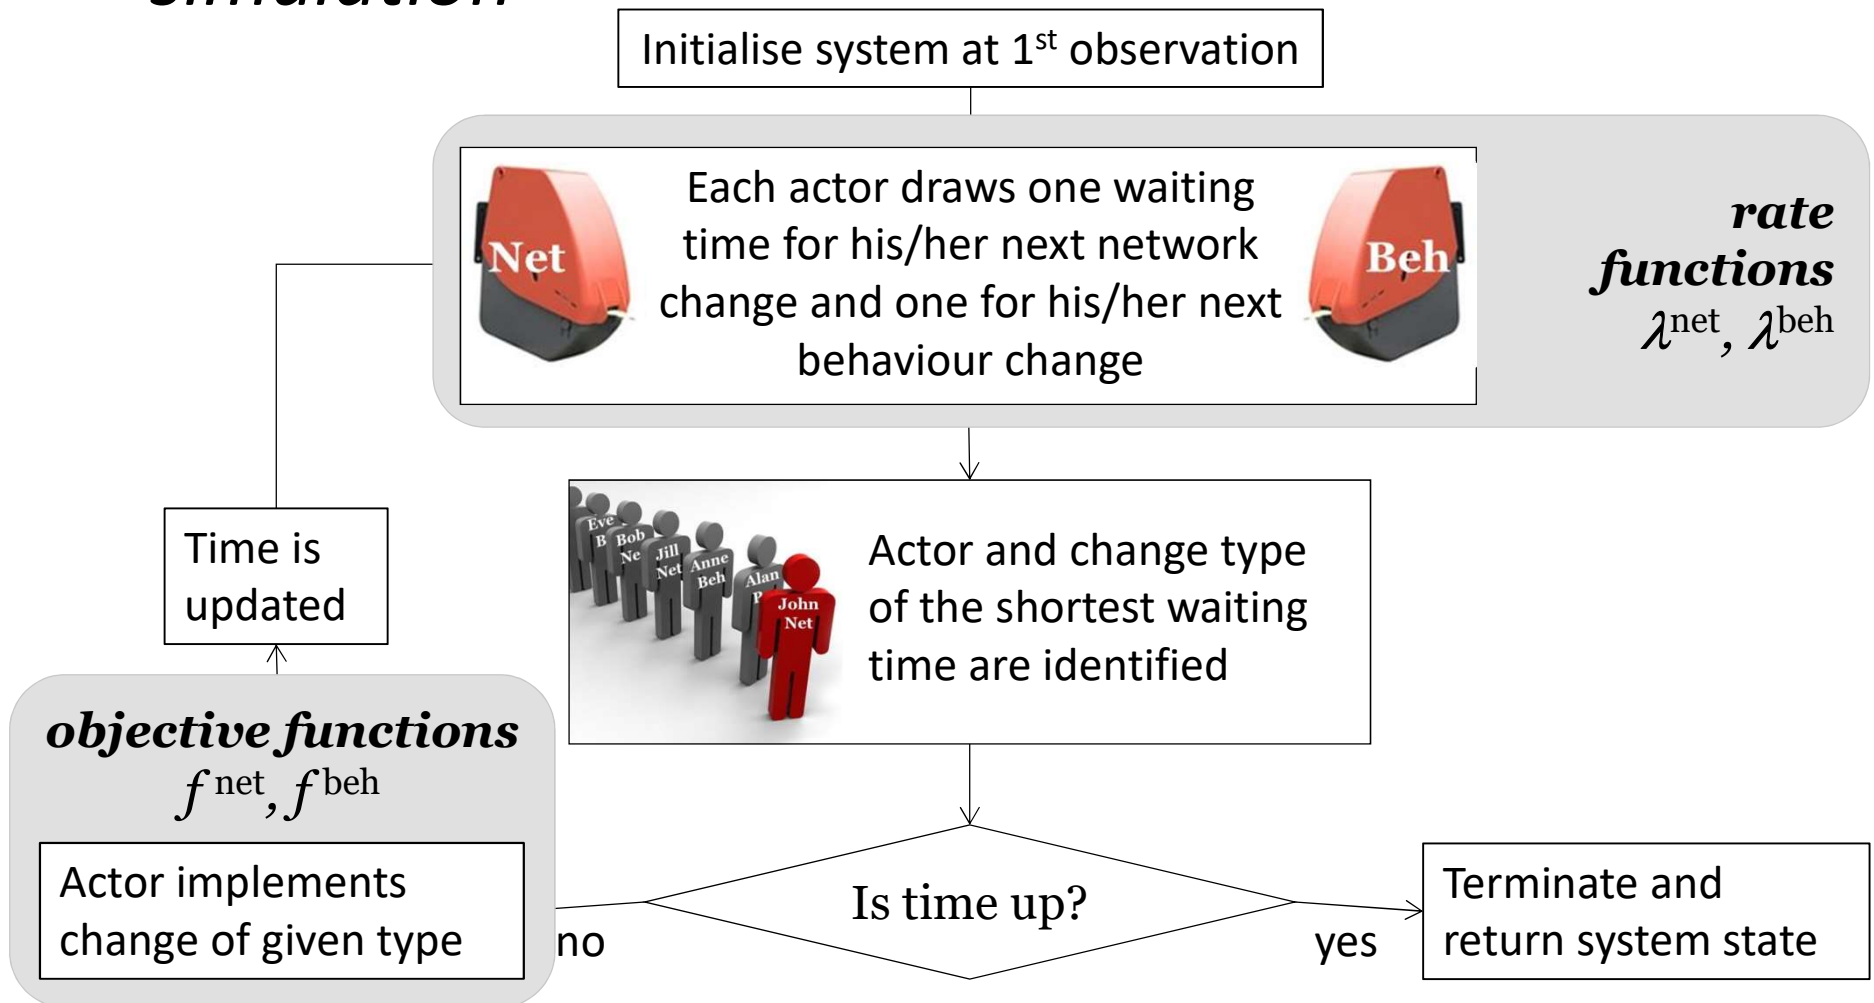 Initialise system at 1st observation
Net
Each actor draws one waiting
time for his/her next network
change and one for his/her next
behaviour change
Beh
rate
functions
λnet, λbeh
Time is
updated
Eve
B
Bob
Ne
Jill
Net
Anne
Beh
Alan
John
Net
Actor and change type
of the shortest waiting
time are identified
objective functions
f net, f beh
Actor implements
change of given type
no
Is time up?
yes
Terminate and
return system state